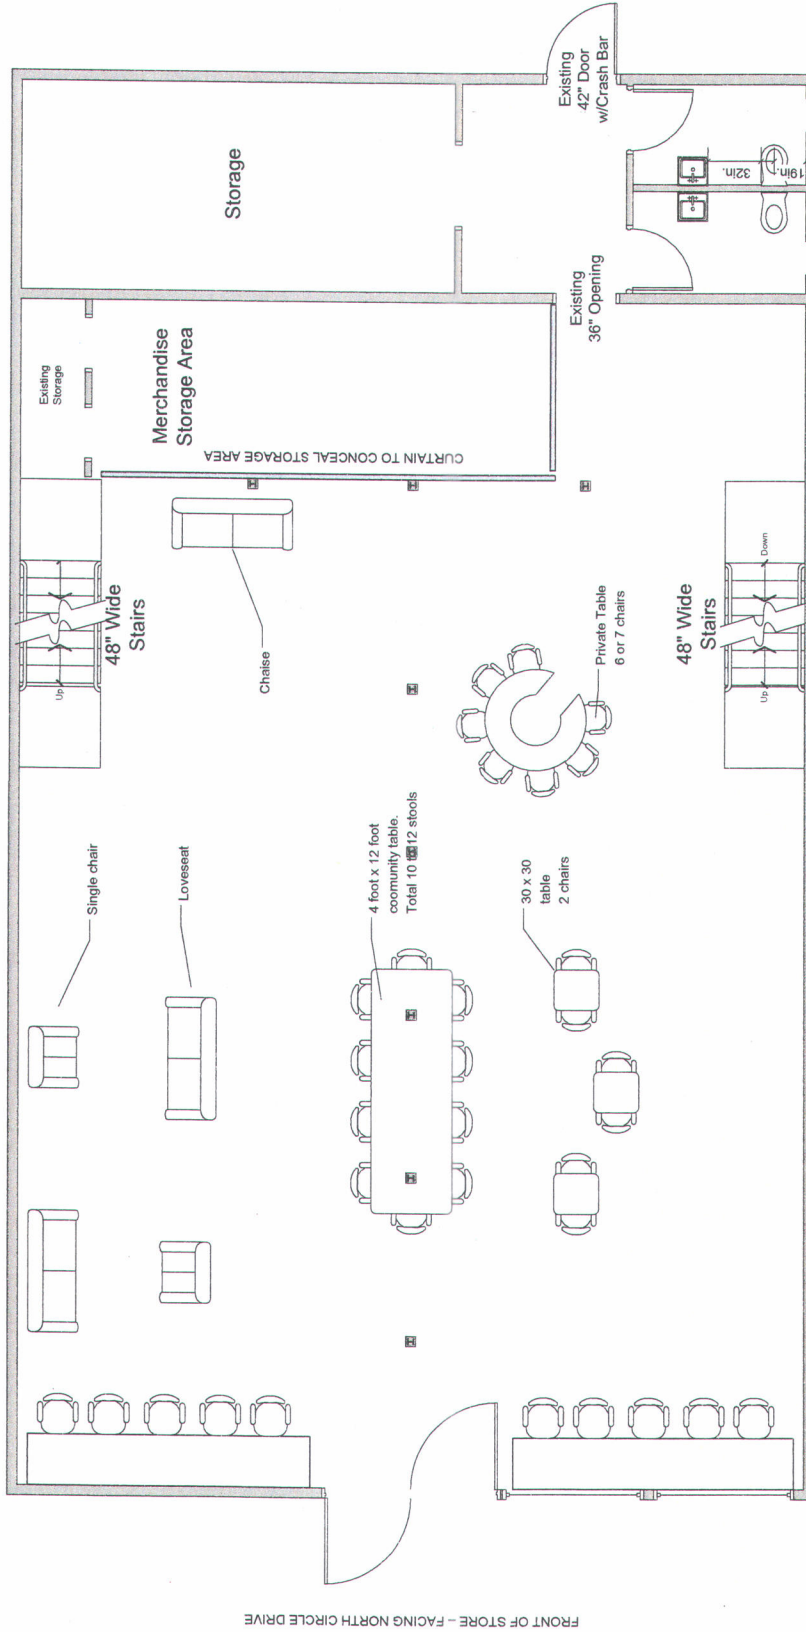 Existing
42" Door
w/Crash Bar
Storage
32in.
19in.
Existing
36" Opening
Existing
Storage
Merchandise
Storage Area
CURTAIN TO CONCEAL STORAGE AREA
48" Wide
Stairs
Up
Chaise
Private Table
6 or 7 chairs
48" Wide
Stairs
Down
Up
Single chair
Loveseat
4 foot x 12 foot
coomunity table.
Total 10 to 12 stools
30 x 30
table
2 chairs
FRONT OF STORE – FACING NORTH CIRCLE DRIVE